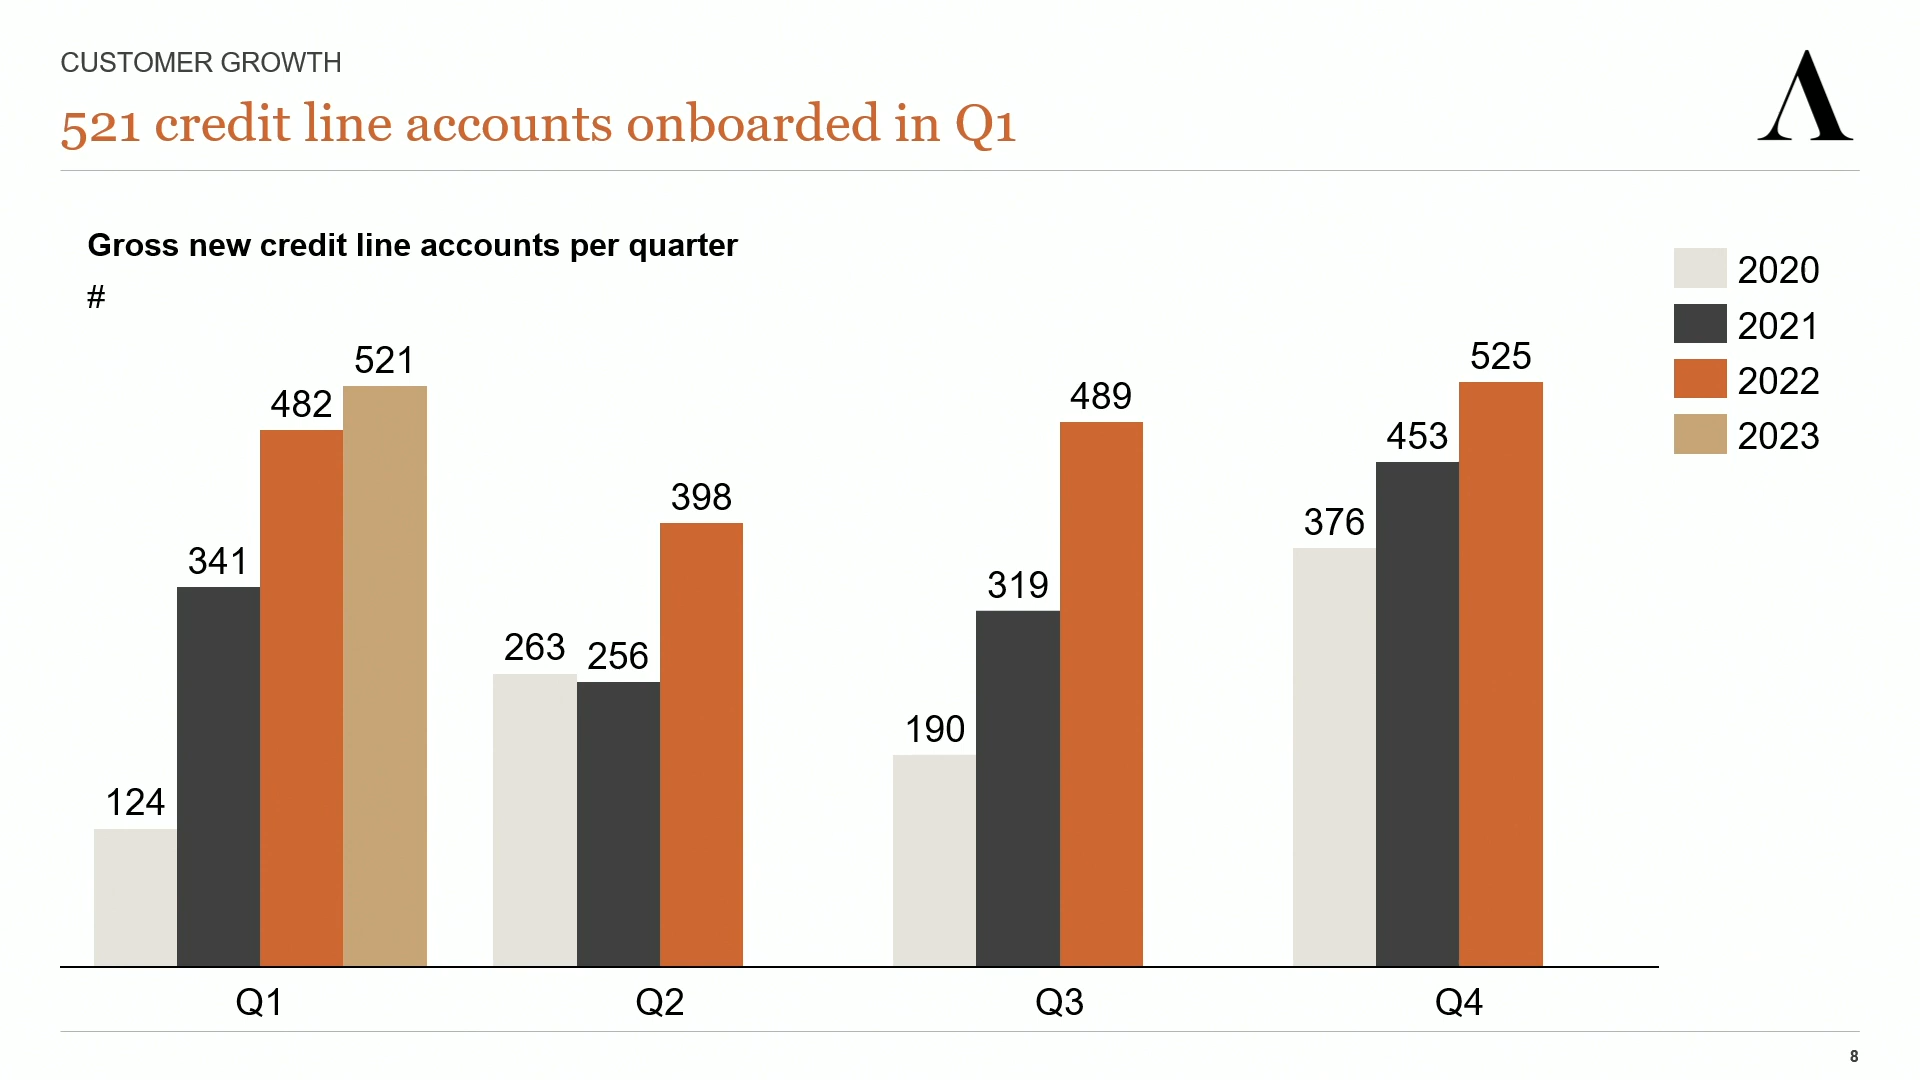 CUSTOMER GROWTH
521 credit line accounts onboarded in Q1
Gross new credit line accounts per quarter
#
2020
2021
2022
2023
124
341
482
521
263
256
398
190
319
489
376
453
525
Q1
Q2
Q3
Q4
8